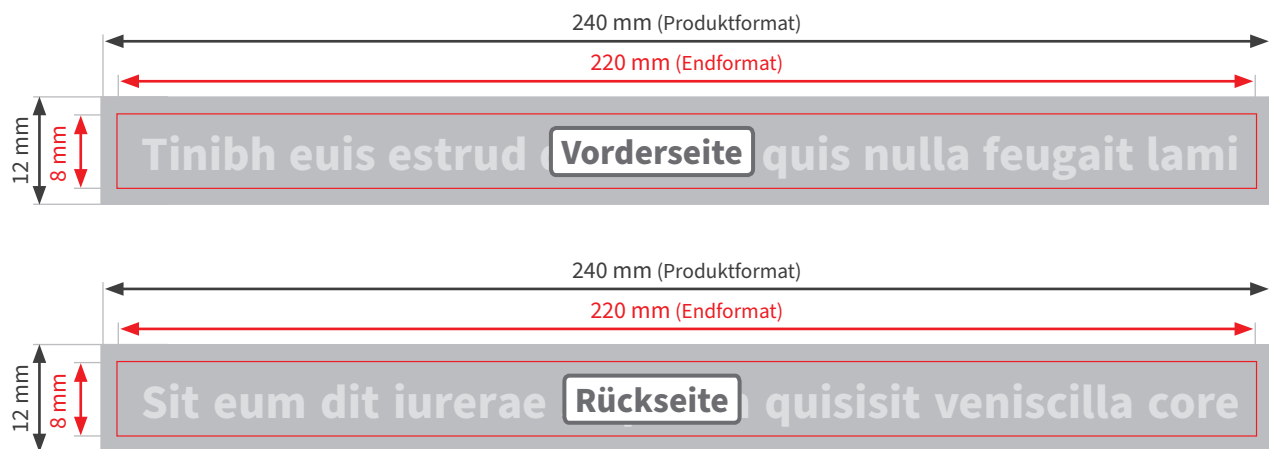 240 mm (Produktformat)
220 mm (Endformat)
12 mm
8 mm
Tinibh euis estrud Vorderseite quis nulla feugait lami
240 mm (Produktformat)
220 mm (Endformat)
12 mm
8 mm
Sit eum dit iurerae Rückseite quisisit veniscilla core